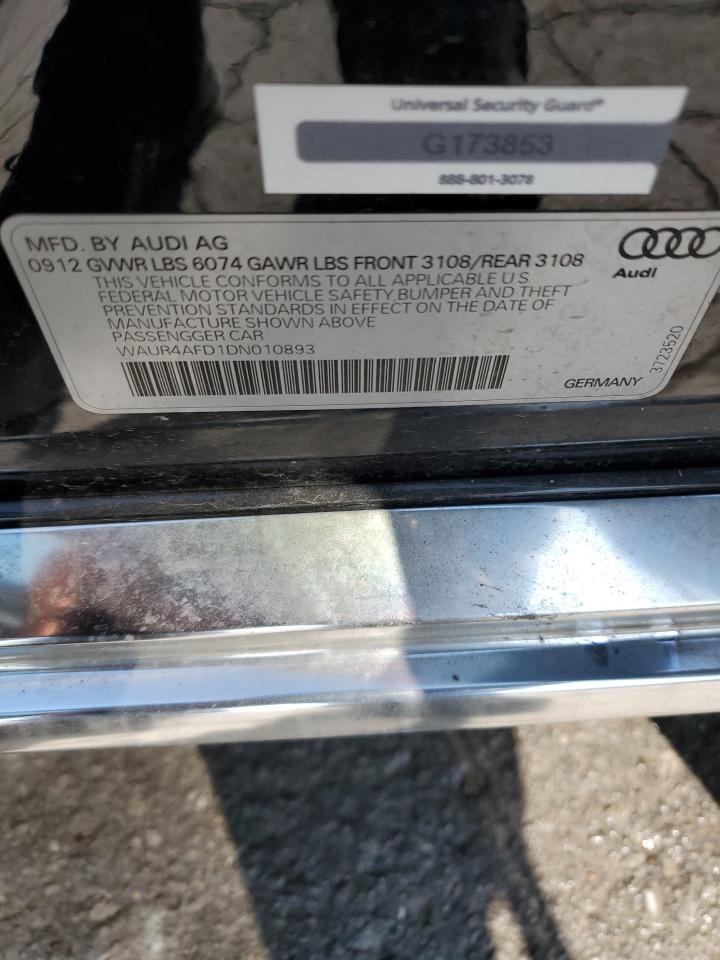 Universal Security Guard®
G173853
888-801-3078
MFD. BY AUDI AG
0912 GVWR LBS 6074 GAWR LBS FRONT 3108/REAR 3108
THIS VEHICLE CONFORMS TO ALL APPLICABLE U S
FEDERAL MOTOR VEHICLE SAFETY,BUMPER AND THEFT
PREVENTION STANDARDS IN EFFECT ON THE DATE OF
MANUFACTURE SHOWN ABOVE
PASSENGGER CAR
WAUR4AFD1DN010893
Audi
GERMANY
3723520